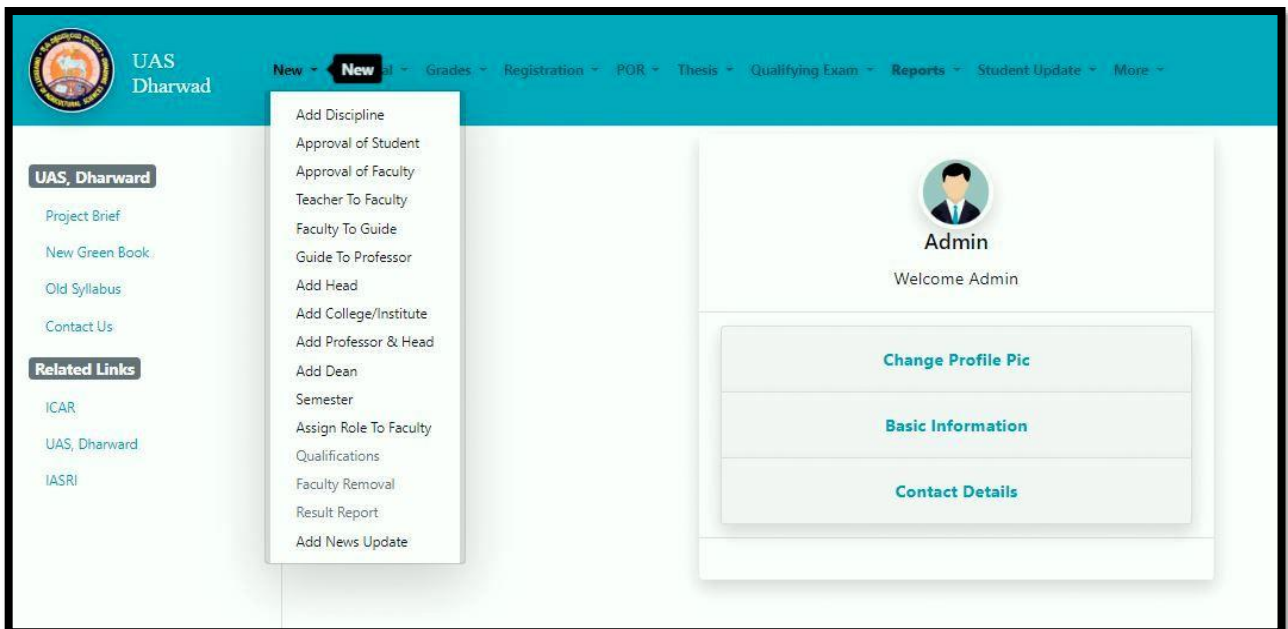 UAS
Dharwad
New New Grades Registration POR Thesis Qualifying Exam Reports Student Update More
Add Discipline
Approval of Student
Approval of Faculty
Teacher To Faculty
Faculty To Guide
Guide To Professor
Add Head
Add College/Institute
Add Professor & Head
Add Dean
Semester
Assign Role To Faculty
Qualifications
Faculty Removal
Result Report
Add News Update
UAS, Dharward
Project Brief
New Green Book
Old Syllabus
Contact Us
Related Links
ICAR
UAS, Dharward
IASRI
Admin
Welcome Admin
Change Profile Pic
Basic Information
Contact Details